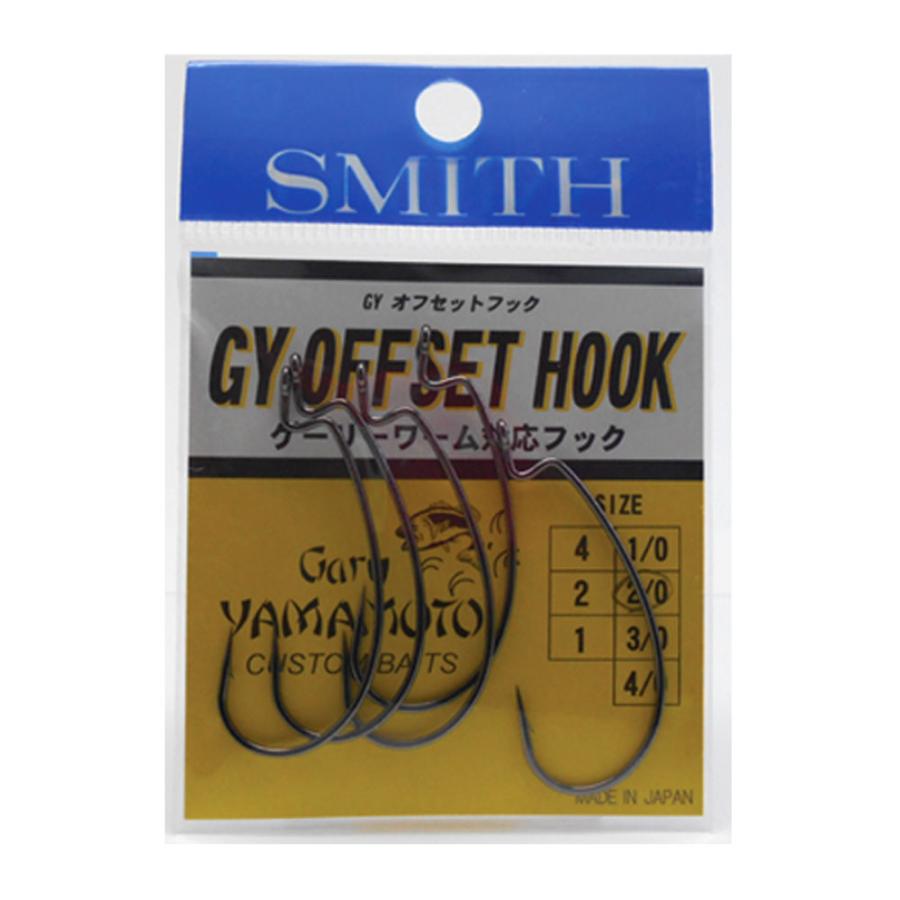 SMITH
GY オフセットフック
GY OFFSET HOOK
ゲーリーワーム対応フック
SIZE
4 1/0
2 2/0
1 3/0
4/0
Gary
YAMAMOTO
CUSTOM BAITS
MADE IN JAPAN